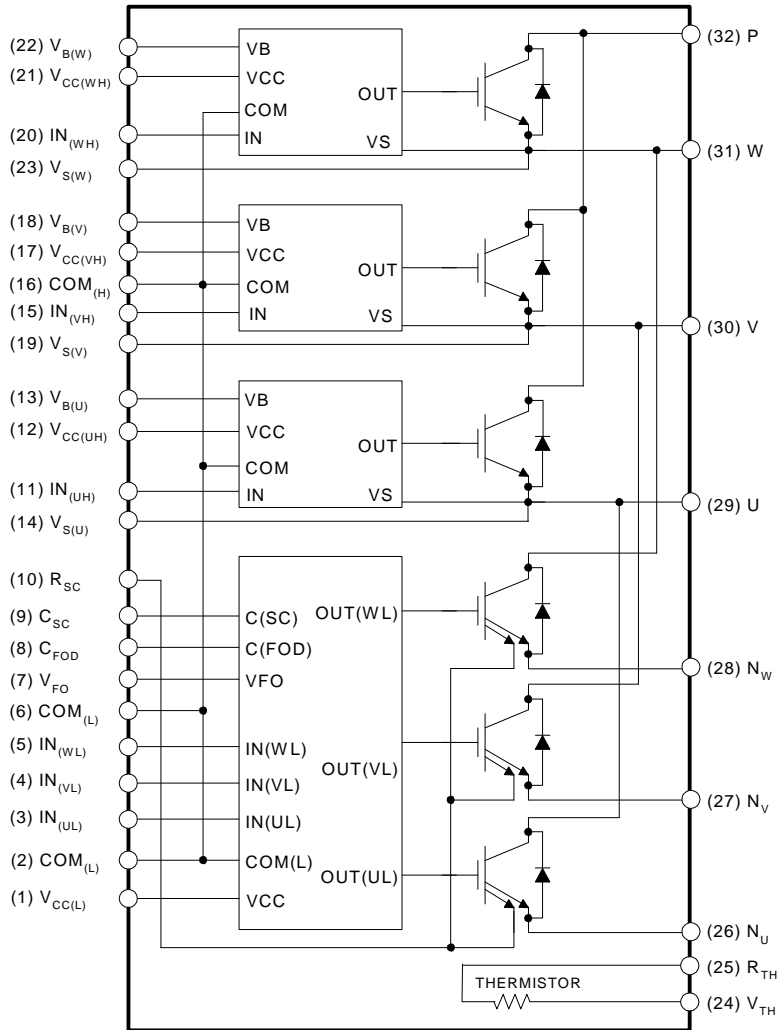 (22) VB(W)
(21) VCC(WH)
(20) IN(WH)
(23) VS(W)
VB
VCC
COM
IN
OUT
VS
(32) P
(31) W
(18) VB(V)
(17) VCC(VH)
(16) COM(H)
(15) IN(VH)
(19) VS(V)
VB
VCC
COM
IN
OUT
VS
(30) V
(13) VB(U)
(12) VCC(UH)
(11) IN(UH)
(14) VS(U)
VB
VCC
COM
IN
OUT
VS
(29) U
(10) RSC
(9) CSC
(8) CFOD
(7) VFO
(6) COM(L)
(5) IN(WL)
(4) IN(VL)
(3) IN(UL)
(2) COM(L)
(1) VCC(L)
C(SC)
C(FOD)
VFO
IN(WL)
IN(VL)
IN(UL)
COM(L)
VCC
OUT(WL)
OUT(VL)
OUT(UL)
(28) NW
(27) NV
(26) NU
(25) RTH
(24) VTH
THERMISTOR